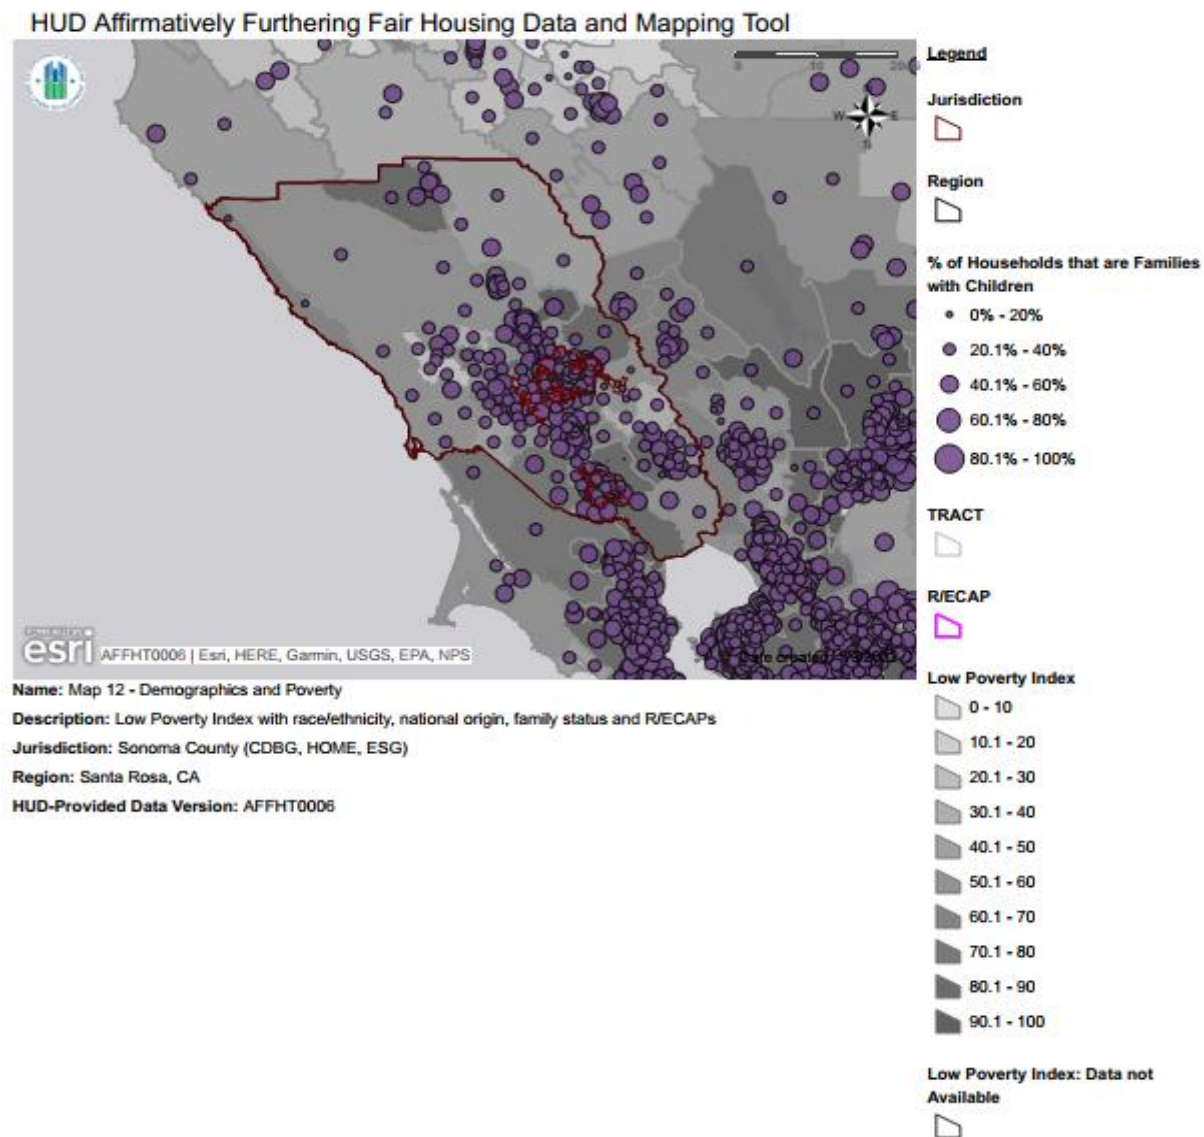 HUD Affirmatively Furthering Fair Housing Data and Mapping Tool
0 10 20
W E
S
esri AFFHT0006 | Esri, HERE, Garmin, USGS, EPA, NPS
Date created:
Name: Map 12 - Demographics and Poverty
Description: Low Poverty Index with race/ethnicity, national origin, family status and R/ECAPs
Jurisdiction: Sonoma County (CDBG, HOME, ESG)
Region: Santa Rosa, CA
HUD-Provided Data Version: AFFHT0006
Legend
Jurisdiction
Region
% of Households that are Families
with Children
0% - 20%
20.1% - 40%
40.1% - 60%
60.1% - 80%
80.1% - 100%
TRACT
R/ECAP
Low Poverty Index
0 - 10
10.1 - 20
20.1 - 30
30.1 - 40
40.1 - 50
50.1 - 60
60.1 - 70
70.1 - 80
80.1 - 90
90.1 - 100
Low Poverty Index: Data not
Available